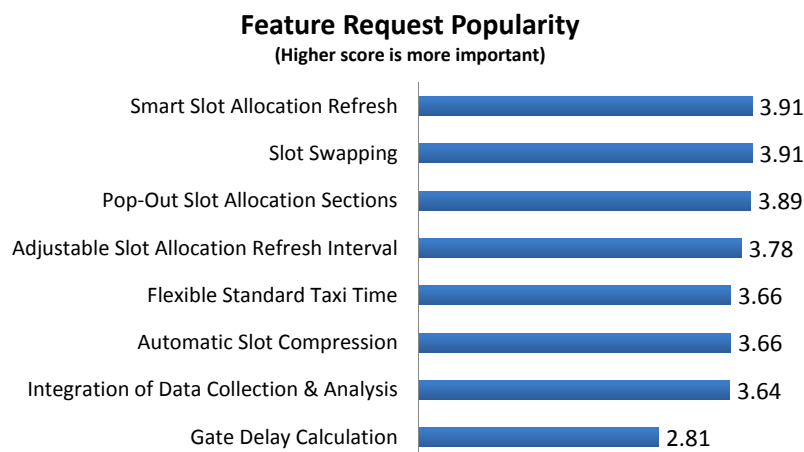 Feature Request Popularity
(Higher score is more important)
Smart Slot Allocation Refresh 3.91
Slot Swapping 3.91
Pop-Out Slot Allocation Sections 3.89
Adjustable Slot Allocation Refresh Interval 3.78
Flexible Standard Taxi Time 3.66
Automatic Slot Compression 3.66
Integration of Data Collection & Analysis 3.64
Gate Delay Calculation 2.81